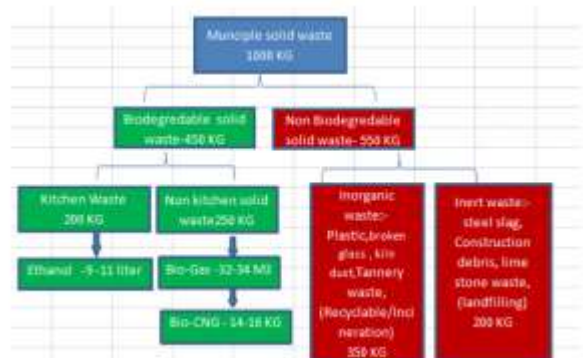 Municiple solid waste
1000 KG
Biodegredable solid
waste-450 KG
Non Biodegredable
solid waste- 550 KG
Kitchen Waste
200 KG
Non kitchen solid
waste250 KG
Inorganic
waste:-
Plastic,broken
glass , kiln
dust,Tannery
waste,
(Recyclable/Inci
neration)
350 KG
Inert waste:-
steel slag,
Construction
debris, lime
stone waste,
(landfilling)
200 KG
Ethanol -9-11 liter
Bio-Gas -32-34 M3
Bio-CNG - 14-16 KG